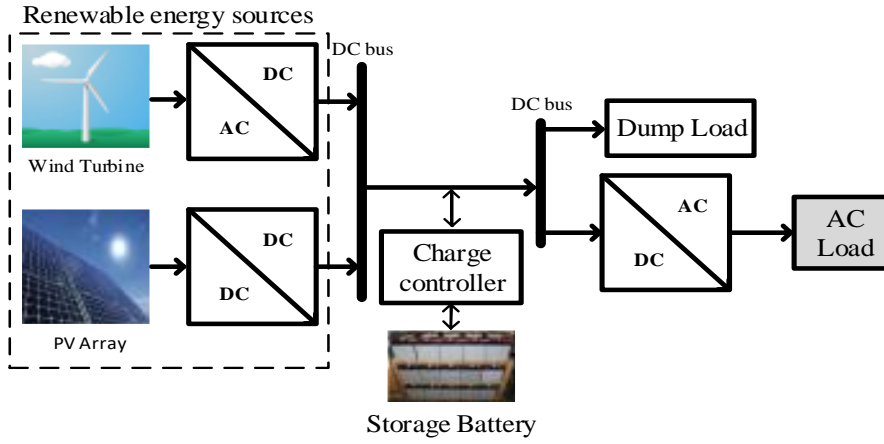 Renewable energy sources
DC bus
DC
AC
Wind Turbine
DC bus
Dump Load
DC
DC
PV Array
Charge
controller
AC
DC
AC
Load
Storage Battery